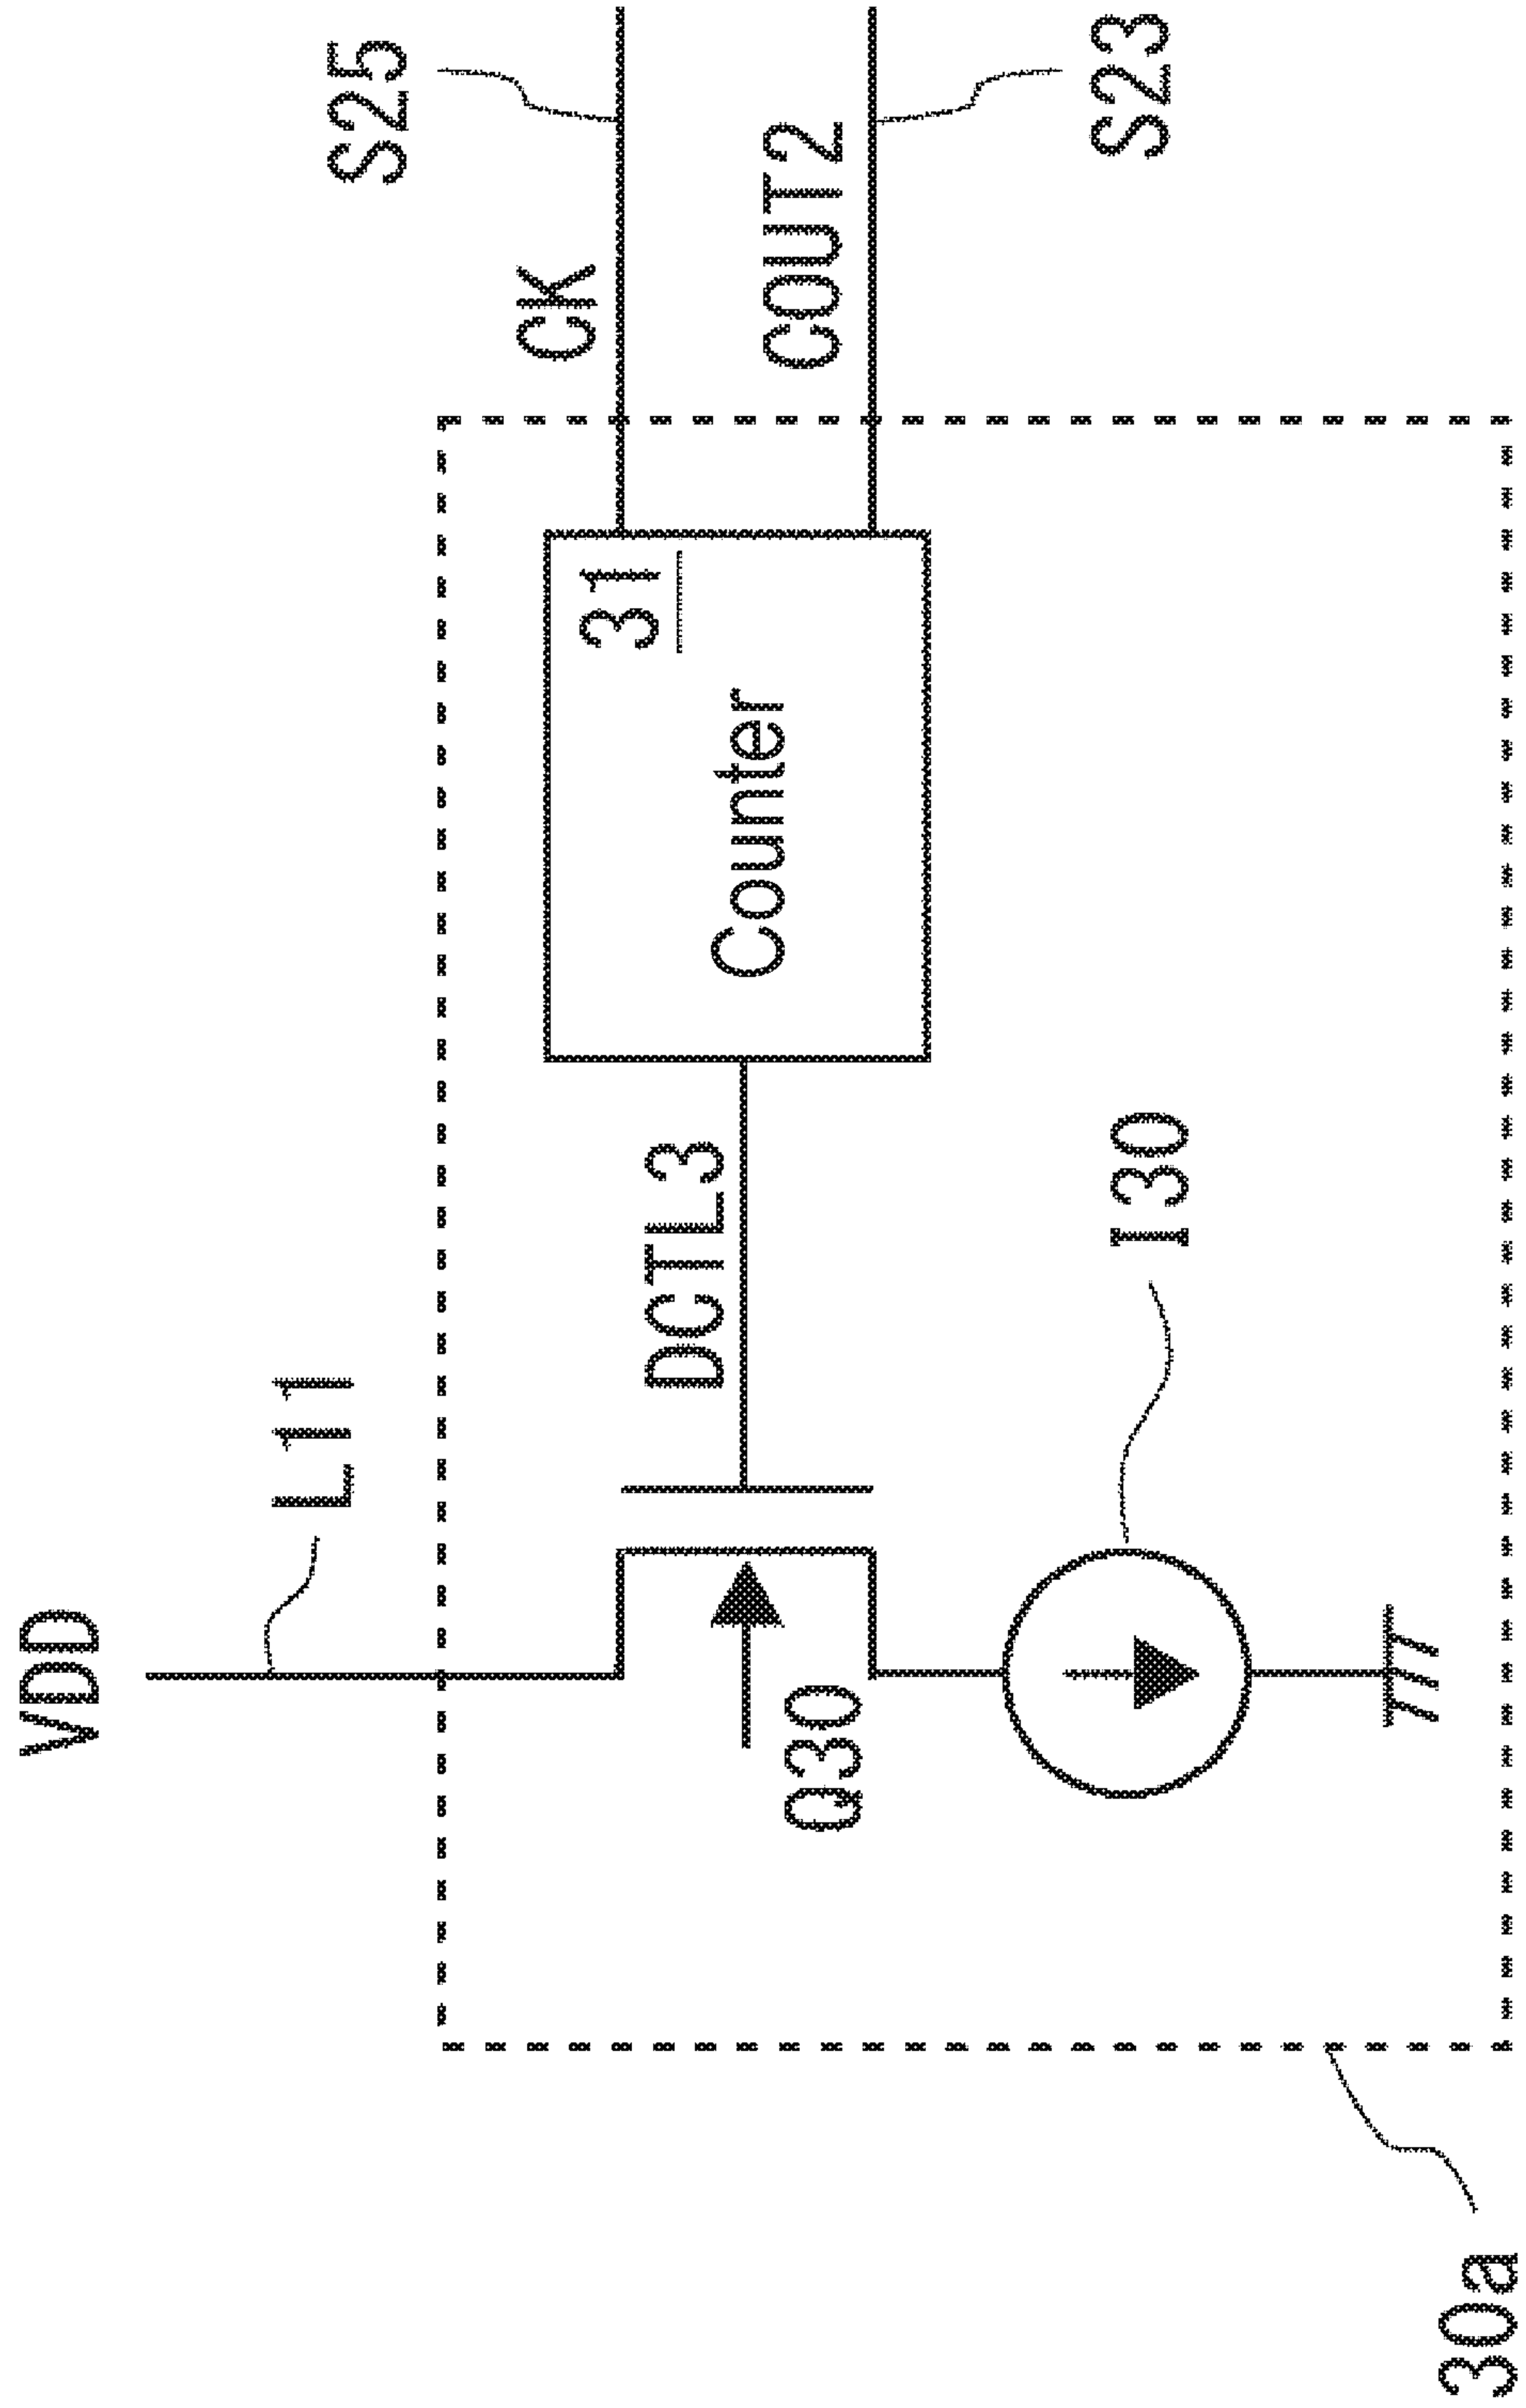 VDD
L11
S25
CK
COUT2
S23
31
Counter
DCTL3
Q30
I30
30a